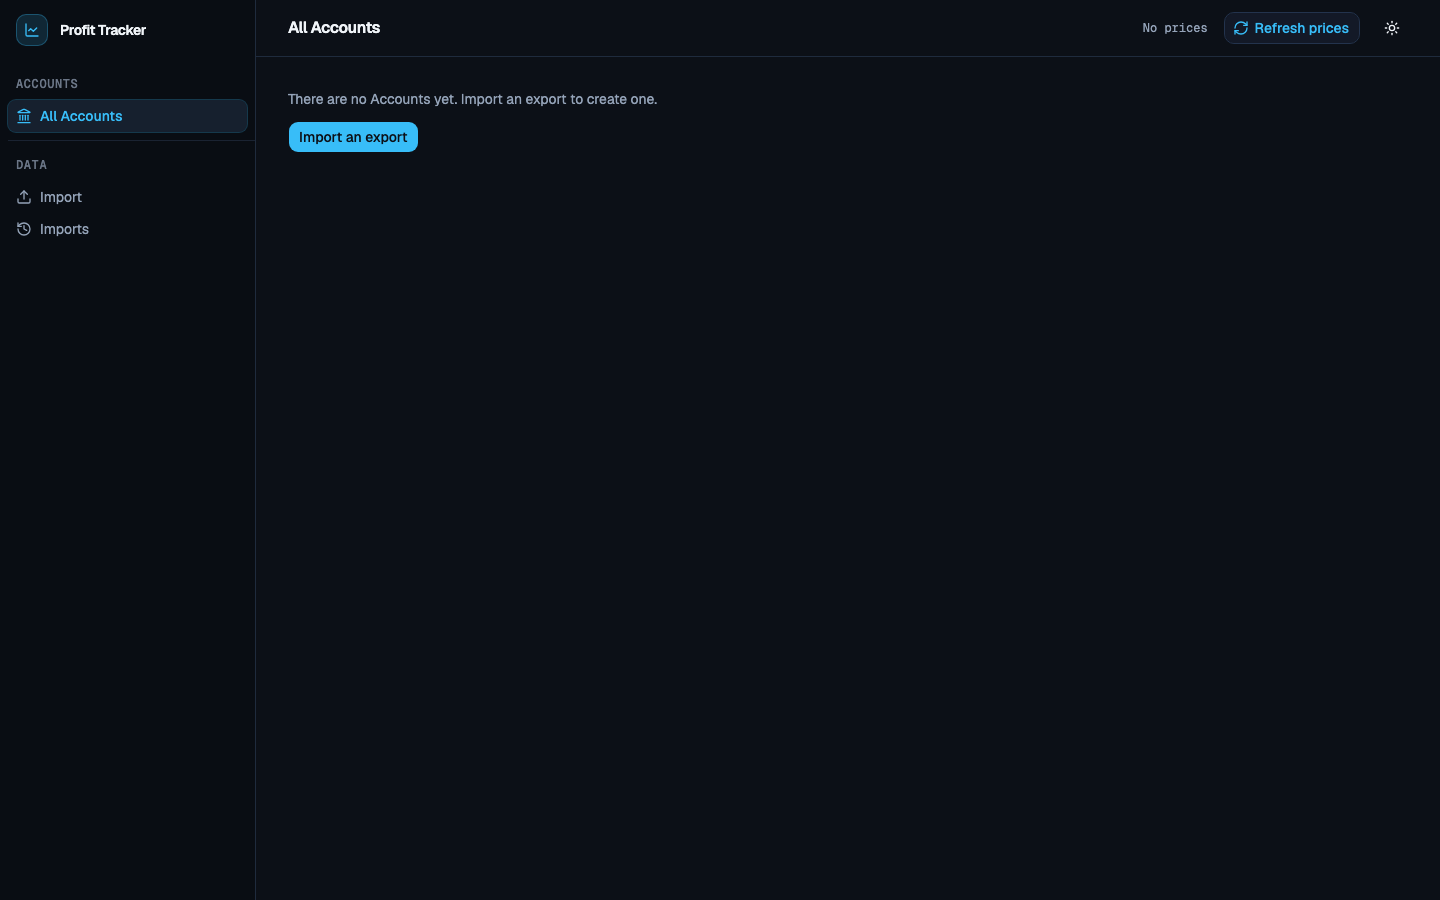 Profit Tracker
ACCOUNTS
All Accounts
DATA
Import
Imports
All Accounts
No prices
Refresh prices
There are no Accounts yet. Import an export to create one.
Import an export